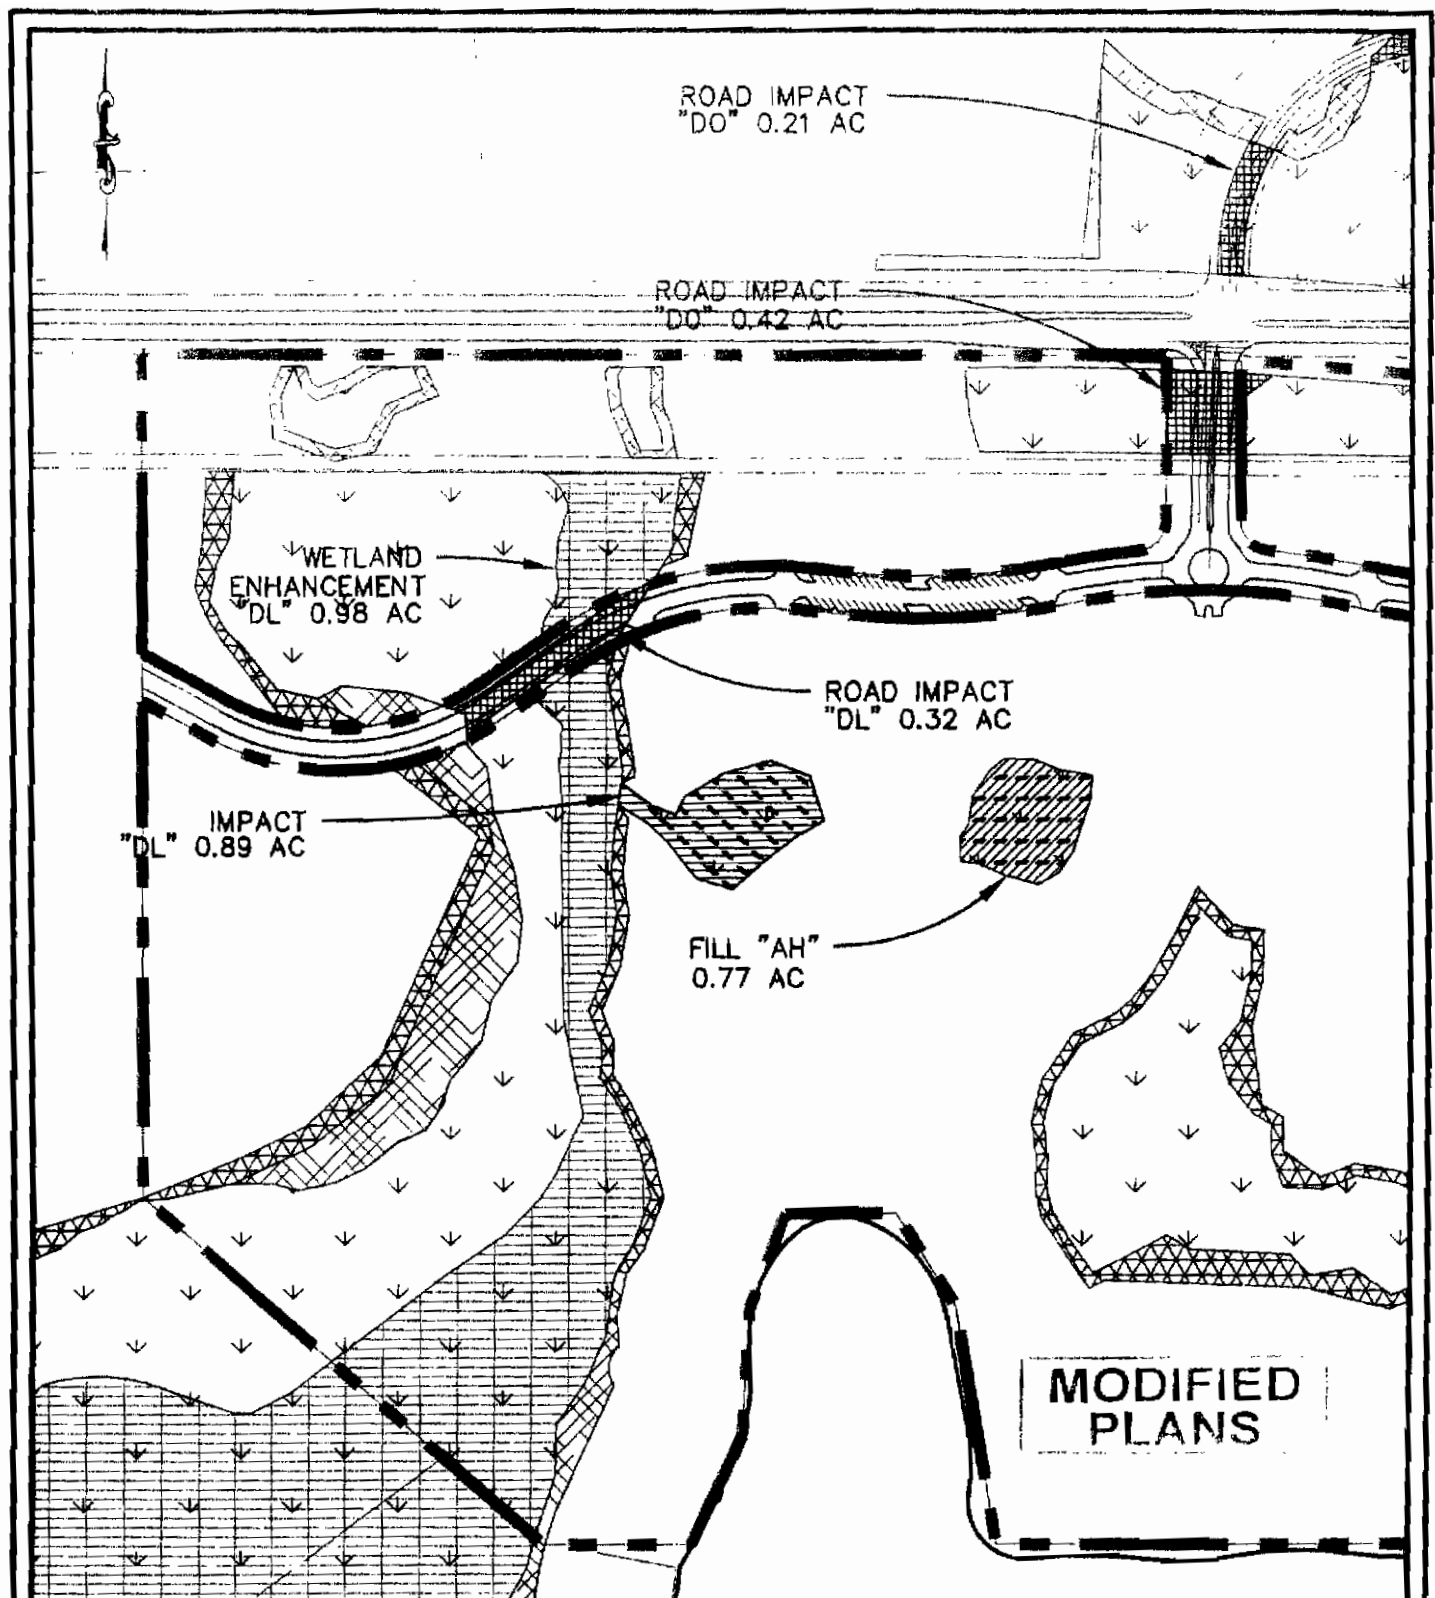 ROAD IMPACT
"DO" 0.21 AC
ROAD IMPACT
"DO" 0.42 AC
WETLAND
ENHANCEMENT
"DL" 0.98 AC
ROAD IMPACT
"DL" 0.32 AC
IMPACT
"DL" 0.89 AC
FILL "AH"
0.77 AC
MODIFIED
PLANS